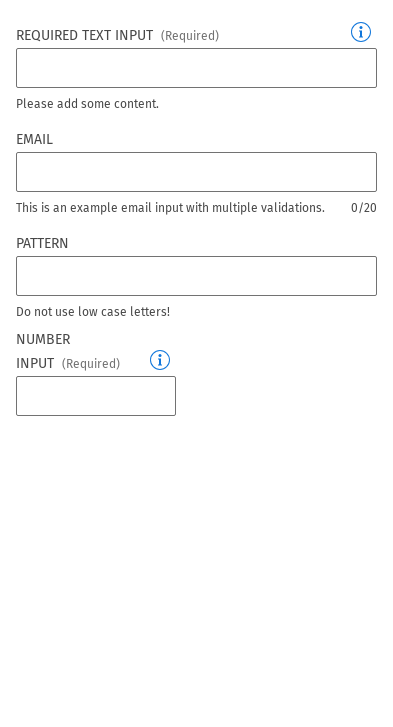 REQUIRED TEXT INPUT (Required)
Please add some content.
EMAIL
This is an example email input with multiple validations. 0/20
PATTERN
Do not use low case letters!
NUMBER
INPUT (Required)